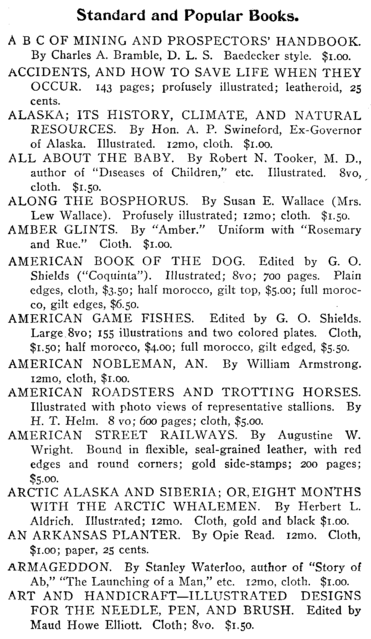 Standard and Popular Books.
A B C OF MINING AND PROSPECTORS' HANDBOOK.
By Charles A. Bramble, D. L. S. Baedecker style. $1.00.
ACCIDENTS, AND HOW TO SAVE LIFE WHEN THEY
OCCUR. 143 pages; profusely illustrated; leatheroid, 25
cents.
ALASKA; ITS HISTORY, CLIMATE, AND NATURAL
RESOURCES. By Hon. A. P. Swineford, Ex-Governor
of Alaska. Illustrated. 12mo, cloth. $1.00.
ALL ABOUT THE BABY. By Robert N. Tooker, M. D.,
author of "Diseases of Children," etc. Illustrated. 8vo,
cloth. $1.50.
ALONG THE BOSPHORUS. By Susan E. Wallace (Mrs.
Lew Wallace). Profusely illustrated; 12mo; cloth. $1.50.
AMBER GLINTS. By "Amber." Uniform with "Rosemary
and Rue." Cloth. $1.00.
AMERICAN BOOK OF THE DOG. Edited by G. O.
Shields ("Coquinta"). Illustrated; 8vo; 700 pages. Plain
edges, cloth, $3.50; half morocco, gilt top, $5.00; full moroc-
co, gilt edges, $6.50.
AMERICAN GAME FISHES. Edited by G. O. Shields.
Large 8vo; 155 illustrations and two colored plates. Cloth,
$1.50; half morocco, $4.00; full morocco, gilt edged, $5.50.
AMERICAN NOBLEMAN, AN. By William Armstrong.
12mo, cloth, $1.00.
AMERICAN ROADSTERS AND TROTTING HORSES.
Illustrated with photo views of representative stallions. By
H. T. Helm. 8 vo; 600 pages; cloth, $5.00.
AMERICAN STREET RAILWAYS. By Augustine W.
Wright. Bound in flexible, seal-grained leather, with red
edges and round corners; gold side-stamps; 200 pages;
$5.00.
ARCTIC ALASKA AND SIBERIA; OR, EIGHT MONTHS
WITH THE ARCTIC WHALEMEN. By Herbert L.
Aldrich. Illustrated; 12mo. Cloth, gold and black $1.00.
AN ARKANSAS PLANTER. By Opie Read. 12mo. Cloth,
$1.00; paper, 25 cents.
ARMAGEDDON. By Stanley Waterloo, author of "Story of
Ab," "The Launching of a Man," etc. 12mo, cloth. $1.00.
ART AND HANDICRAFT—ILLUSTRATED DESIGNS
FOR THE NEEDLE, PEN, AND BRUSH. Edited by
Maud Howe Elliott. Cloth; 8vo. $1.50.